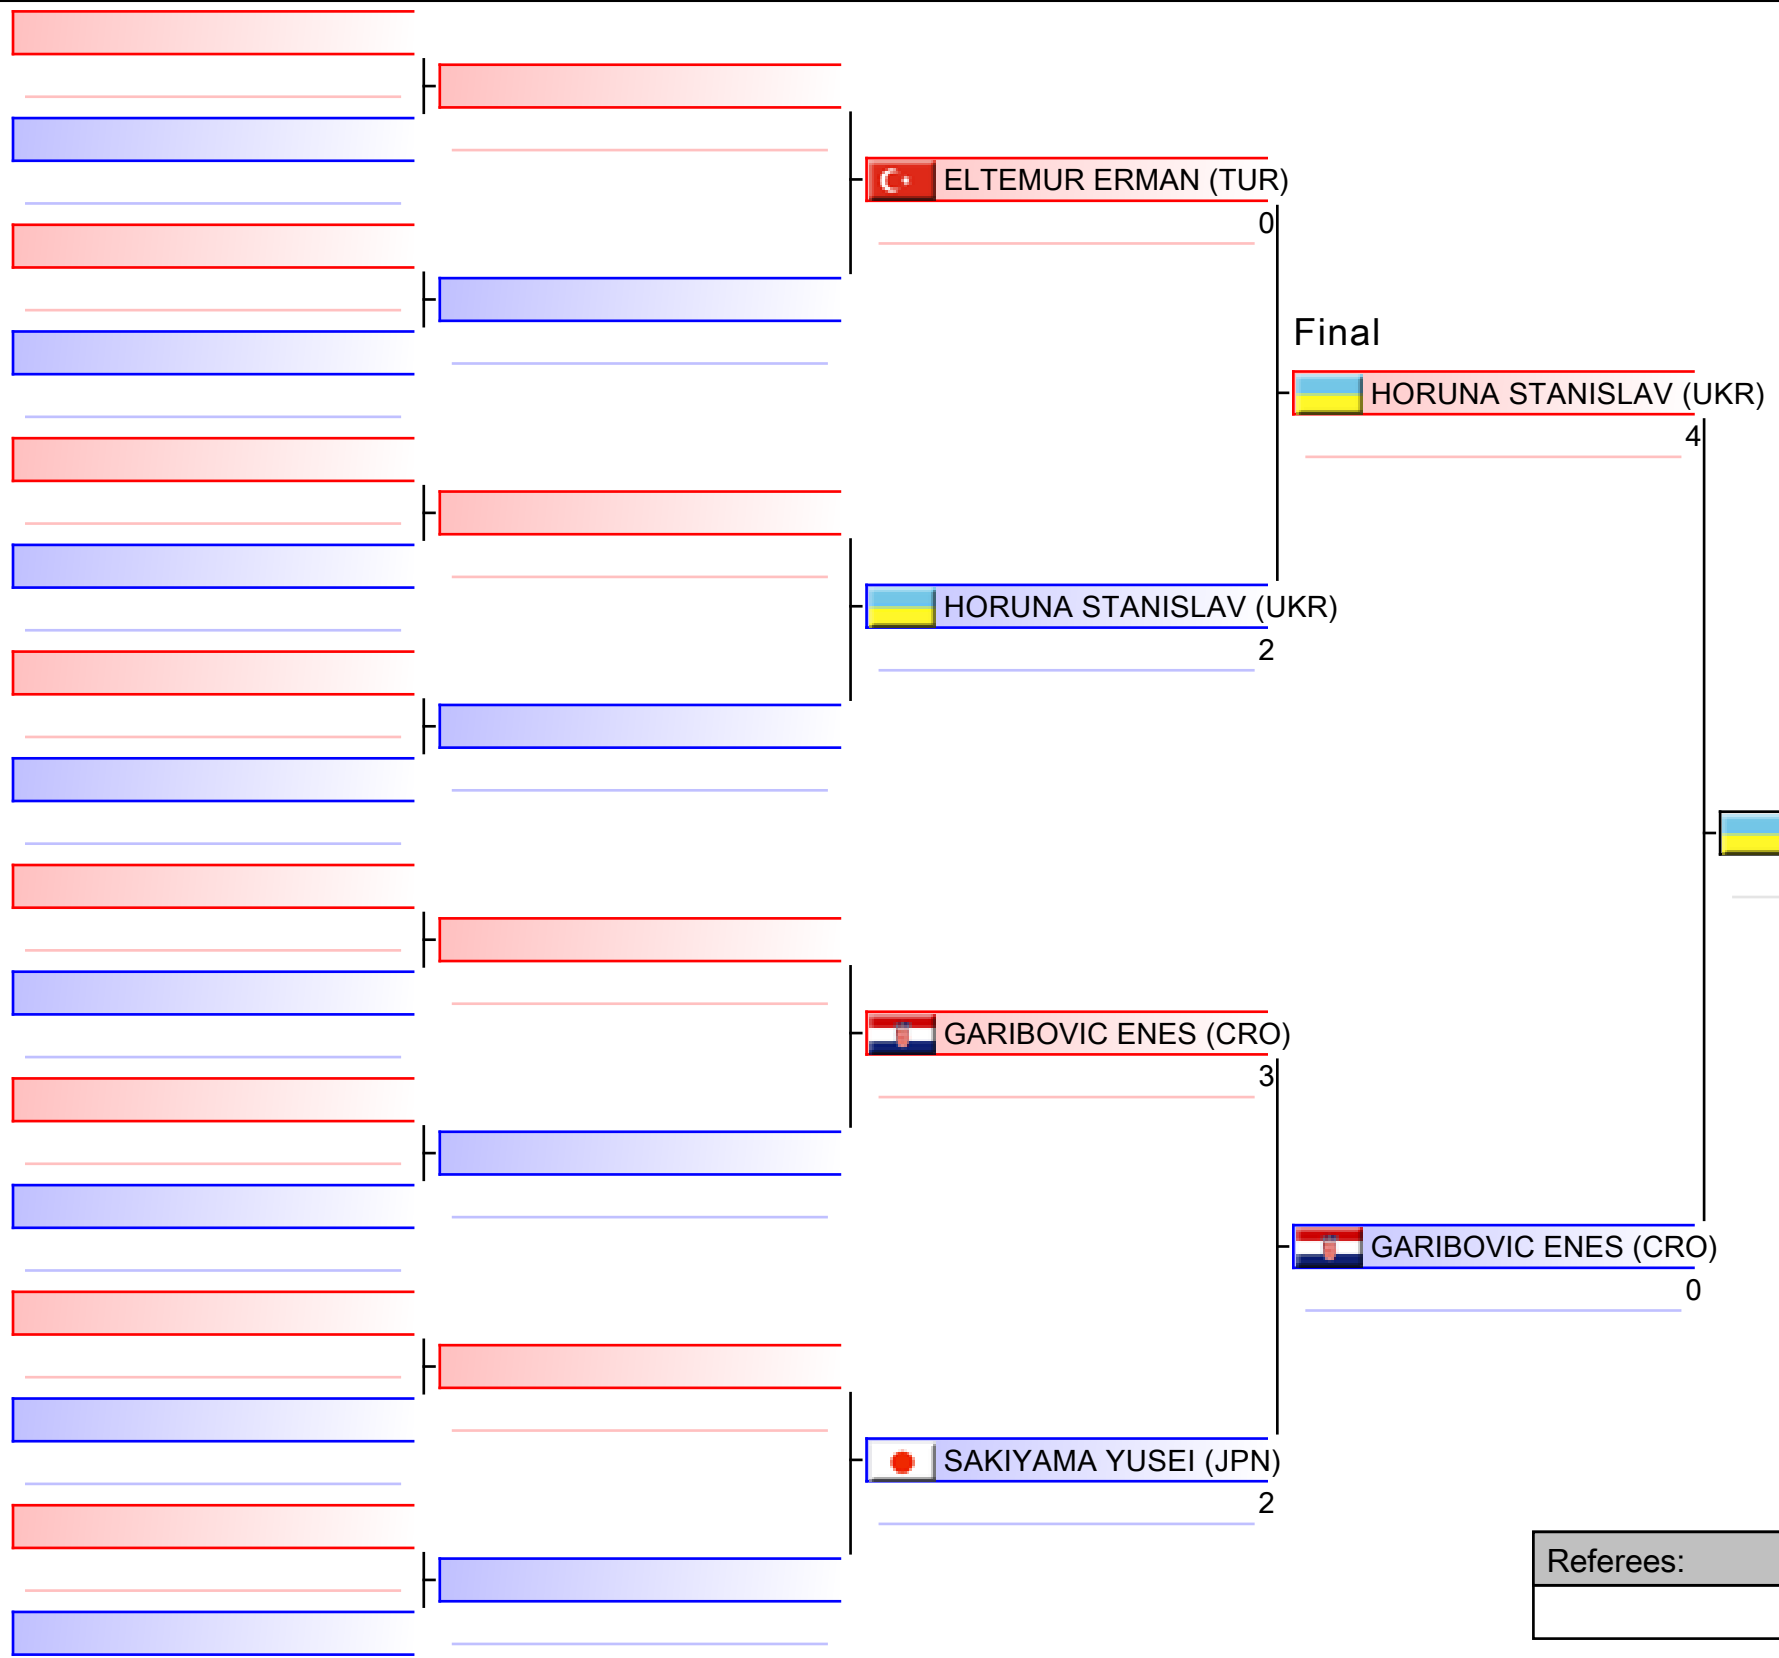 ELTEMUR ERMAN (TUR)
0
Final
HORUNA STANISLAV (UKR)
4
HORUNA STANISLAV (UKR)
2
GARIBOVIC ENES (CRO)
3
GARIBOVIC ENES (CRO)
0
SAKIYAMA YUSEI (JPN)
2
Referees: